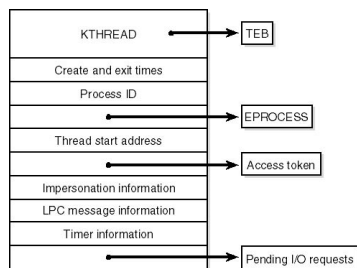 KTHREAD
TEB
Create and exit times
Process ID
EPROCESS
Thread start address
Access token
Impersonation information
LPC message information
Timer information
Pending I/O requests